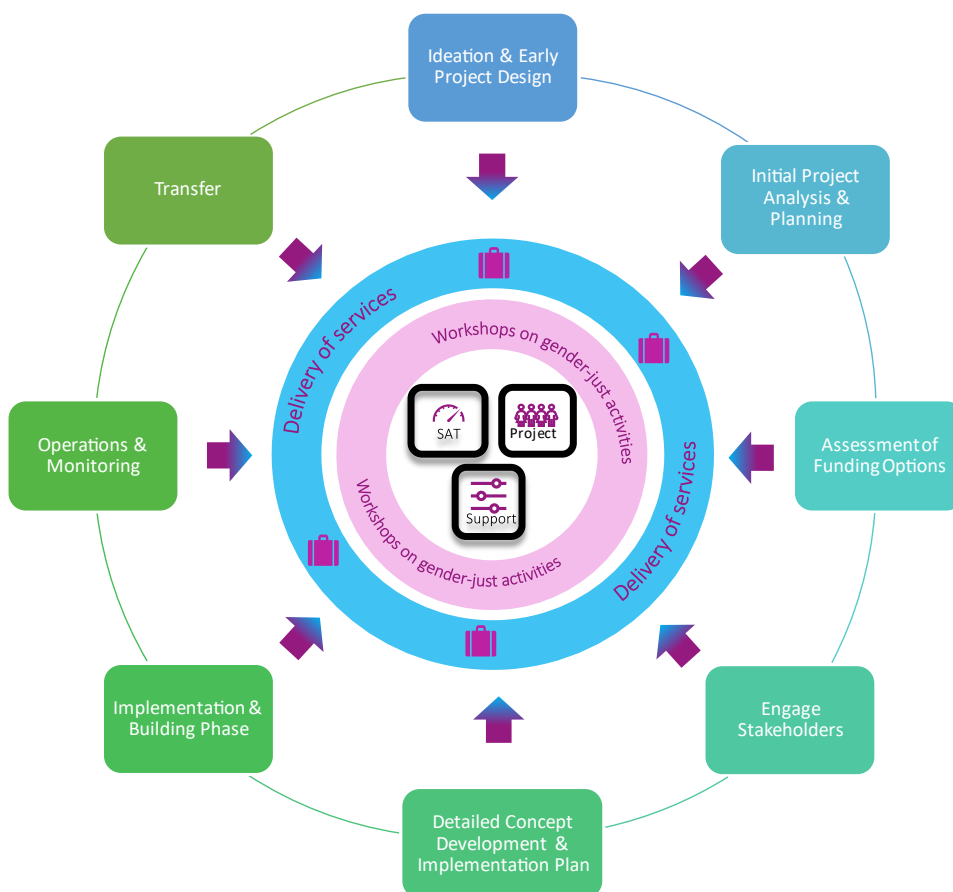 Ideation & Early
Project Design
Initial Project
Analysis &
Planning
Assessment of
Funding Options
Engage
Stakeholders
Detailed Concept
Development &
Implementation Plan
Implementation &
Building Phase
Operations &
Monitoring
Transfer
Delivery of services
Delivery of services
Workshops on gender-just activities
Workshops on gender-just activities
SAT
Project
Support